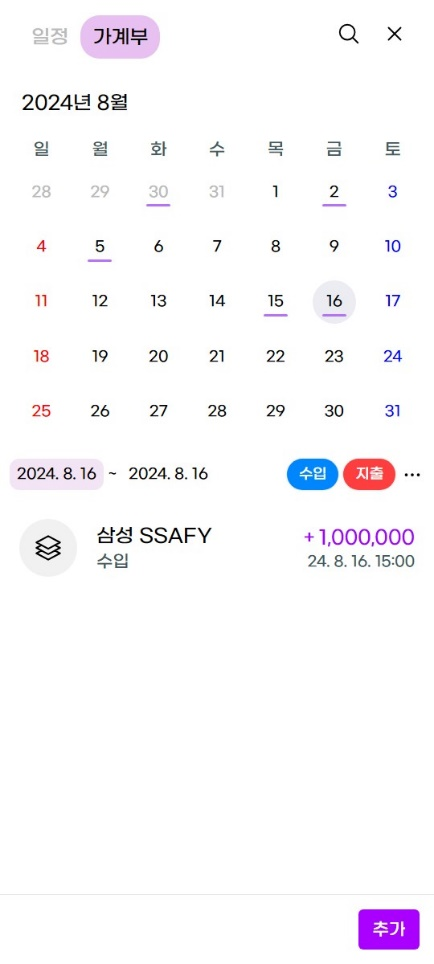 일정 가계부
2024년 8월
일 월 화 수 목 금 토
28 29 30 31 1 2 3
4 5 6 7 8 9 10
11 12 13 14 15 16 17
18 19 20 21 22 23 24
25 26 27 28 29 30 31
2024. 8. 16 ~ 2024. 8. 16 수입 지출 ···
삼성 SSAFY +1,000,000
수입 24. 8. 16. 15:00
추가